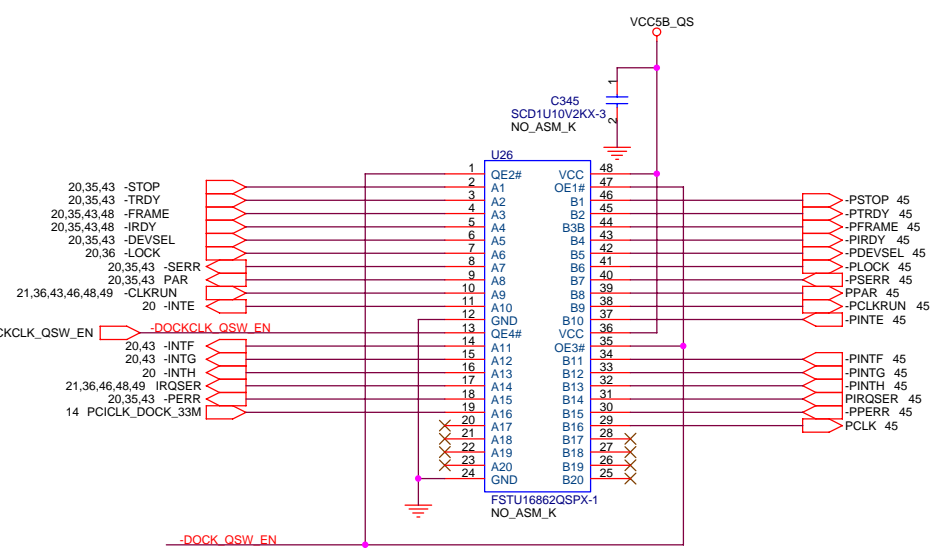 VCC5B_QS
1
C345
SCD1U10V2KX-3
2
NO_ASM_K
U26
1 QE2# VCC 48
20,35,43 -STOP 2 A1 OE1# 47
20,35,43 -TRDY 3 A2 B1 46 -PSTOP 45
20,35,43,48 -FRAME 4 A3 B2 45 -PTRDY 45
20,35,43,48 -IRDY 5 A4 B3B 44 -PFRAME 45
20,35,43 -DEVSEL 6 A5 B4 43 -PIRDY 45
20,36 -LOCK 7 A6 B5 42 -PDEVSEL 45
20,35,43 -SERR 8 A7 B6 41 -PLOCK 45
20,35,43 PAR 9 A8 B7 40 -PSERR 45
21,36,43,46,48,49 -CLKRUN 10 A9 B8 39 PPAR 45
20 -INTE 11 A10 B9 38 -PCLKRUN 45
12 GND B10 37 -PINTE 45
CKCLK_QSW_EN -DOCKCLK_QSW_EN 13 QE4# VCC 36
20,43 -INTF 14 A11 OE3# 35
20,43 -INTG 15 A12 B11 34 -PINTF 45
20 -INTH 16 A13 B12 33 -PINTG 45
21,36,46,48,49 IRQSER 17 A14 B13 32 -PINTH 45
20,35,43 -PERR 18 A15 B14 31 PIRQSER 45
14 PCICLK_DOCK_33M 19 A16 B15 30 -PPERR 45
20 A17 B16 29 PCLK 45
21 A18 B17 28
22 A19 B18 27
23 A20 B19 26
24 GND B20 25
FSTU16862QSPX-1
NO_ASM_K
-DOCK_QSW_EN